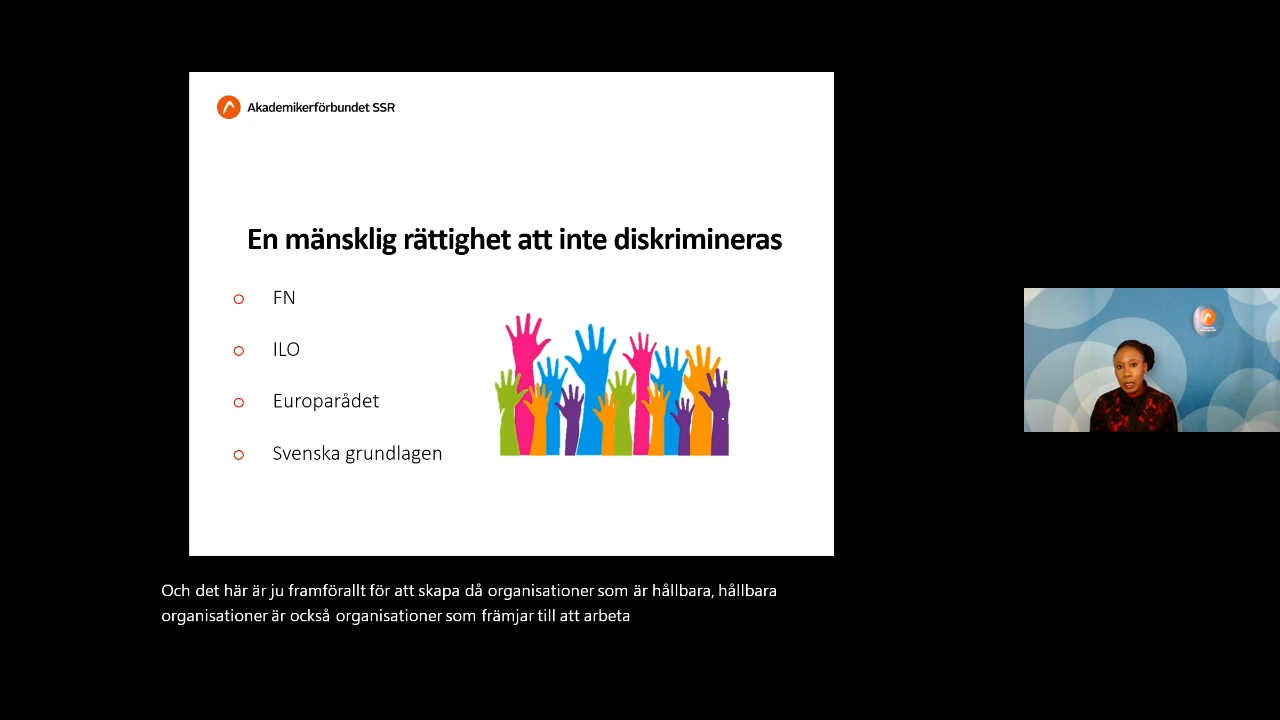 Akademikerförbundet SSR
En mänsklig rättighet att inte diskrimineras
FN
ILO
Europarådet
Svenska grundlagen
Och det här är ju framförallt för att skapa då organisationer som är hållbara, hållbara
organisationer är också organisationer som främjar till att arbeta